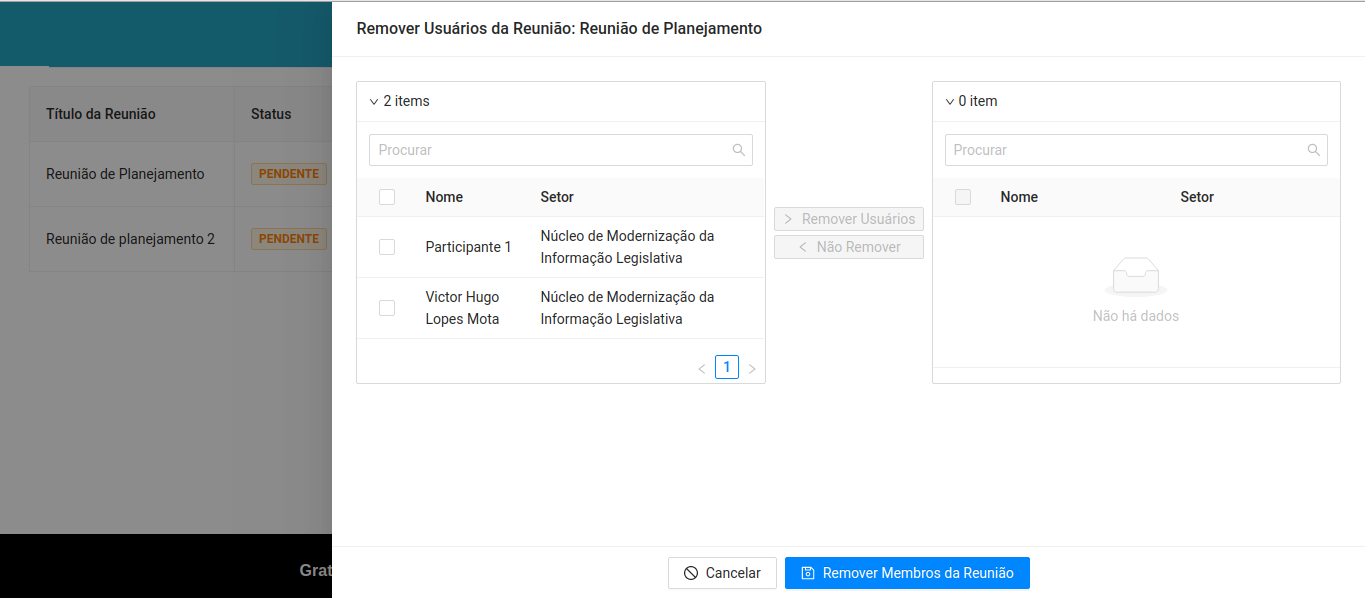 Remover Usuários da Reunião: Reunião de Planejamento
Título da Reunião
Status
Reunião de Planejamento
PENDENTE
Reunião de planejamento 2
PENDENTE
2 items
Procurar
Nome
Setor
Participante 1
Núcleo de Modernização da
Informação Legislativa
Victor Hugo
Lopes Mota
Núcleo de Modernização da
Informação Legislativa
< 1 >
> Remover Usuários
< Não Remover
0 item
Procurar
Nome
Setor
Não há dados
Grat
Cancelar
Remover Membros da Reunião